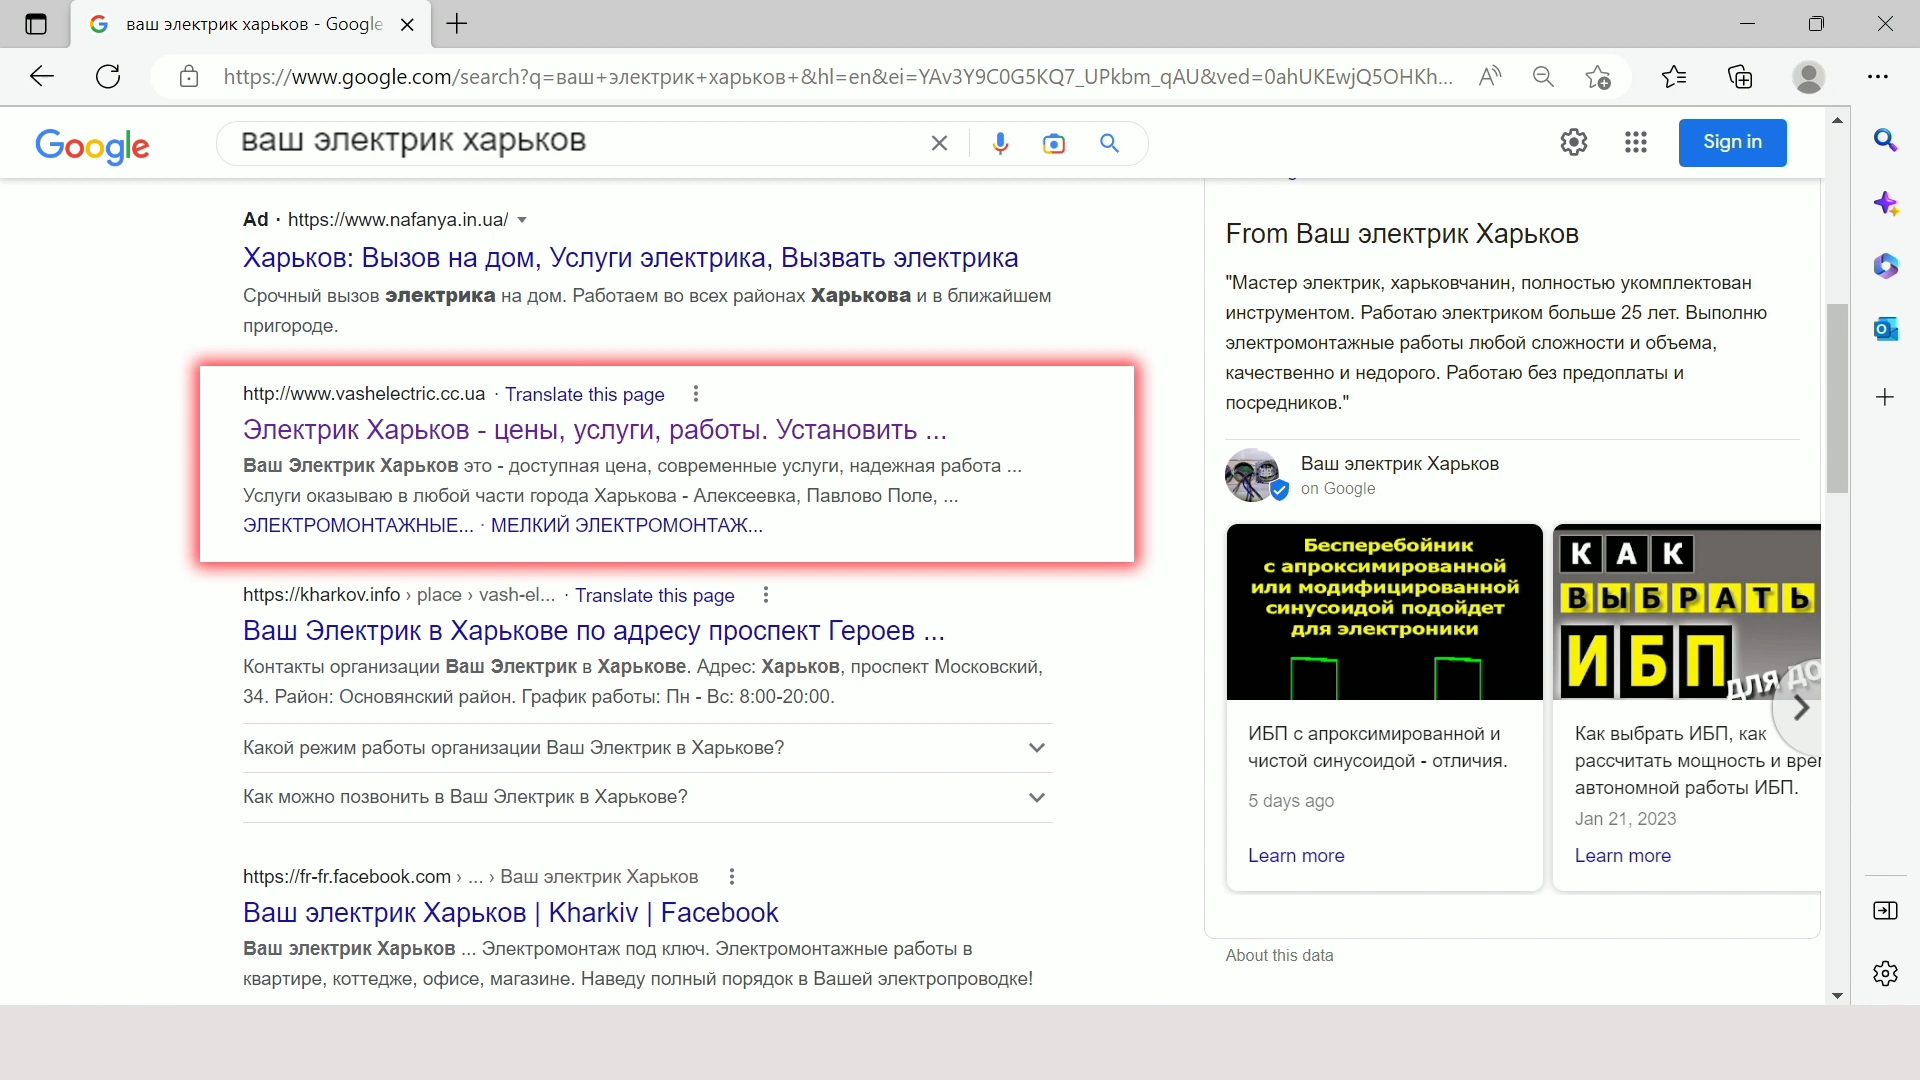 ваш электрик харьков - Google
https://www.google.com/search?q=ваш+электрик+харьков+&hl=en&ei=YAv3Y9C0G5KQ7_UPkbm_qAU&ved=0ahUKEwjQ5OHKh...
Google
ваш электрик харьков
Sign in
Ad · https://www.nafanya.in.ua/
Харьков: Вызов на дом, Услуги электрика, Вызвать электрика
Срочный вызов электрика на дом. Работаем во всех районах Харькова и в ближайшем
пригороде.
http://www.vashelectric.cc.ua · Translate this page
Электрик Харьков - цены, услуги, работы. Установить ...
Ваш Электрик Харьков это - доступная цена, современные услуги, надежная работа ...
Услуги оказываю в любой части города Харькова - Алексеевка, Павлово Поле, ...
ЭЛЕКТРОМОНТАЖНЫЕ... · МЕЛКИЙ ЭЛЕКТРОМОНТАЖ...
https://kharkov.info › place › vash-el... · Translate this page
Ваш Электрик в Харькове по адресу проспект Героев ...
Контакты организации Ваш Электрик в Харькове. Адрес: Харьков, проспект Московский,
34. Район: Основянский район. График работы: Пн - Вс: 8:00-20:00.
Какой режим работы организации Ваш Электрик в Харькове?
Как можно позвонить в Ваш Электрик в Харькове?
https://fr-fr.facebook.com › ... › Ваш электрик Харьков
Ваш электрик Харьков | Kharkiv | Facebook
Ваш электрик Харьков ... Электромонтаж под ключ. Электромонтажные работы в
квартире, коттедже, офисе, магазине. Наведу полный порядок в Вашей электропроводке!
From Ваш электрик Харьков
"Мастер электрик, харьковчанин, полностью укомплектован
инструментом. Работаю электриком больше 25 лет. Выполню
электромонтажные работы любой сложности и объема,
качественно и недорого. Работаю без предоплаты и
посредников."
Ваш электрик Харьков
on Google
Бесперебойник
с апроксимированной
или модифицированной
синусоидой подойдет
для электроники
ИБП с апроксимированной и
чистой синусоидой - отличия.
5 days ago
Learn more
КАК
ВЫБРАТЬ
ИБП
для до
Как выбрать ИБП, как
рассчитать мощность и вре
автономной работы ИБП.
Jan 21, 2023
Learn more
About this data